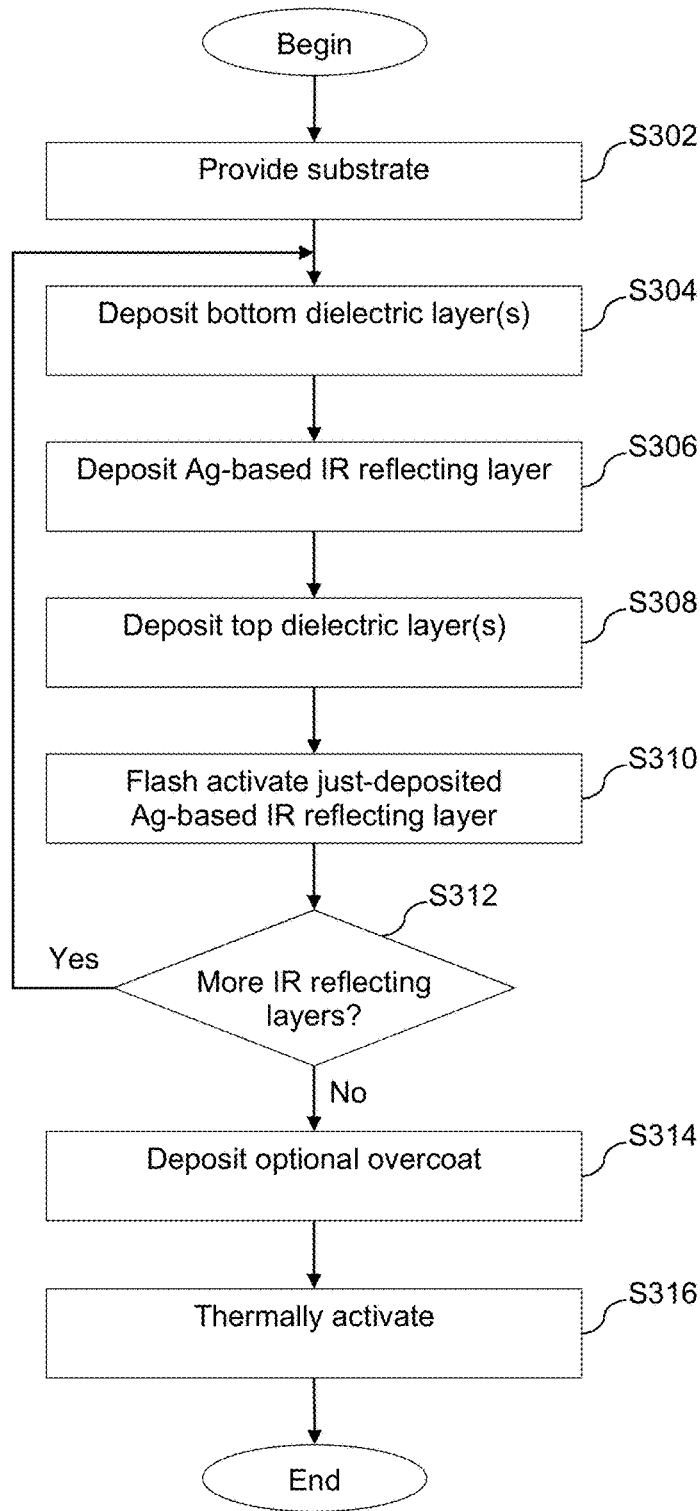 Begin
S302
Provide substrate
S304
Deposit bottom dielectric layer(s)
S306
Deposit Ag-based IR reflecting layer
S308
Deposit top dielectric layer(s)
S310
Flash activate just-deposited
Ag-based IR reflecting layer
S312
Yes
More IR reflecting
layers?
No
S314
Deposit optional overcoat
S316
Thermally activate
End